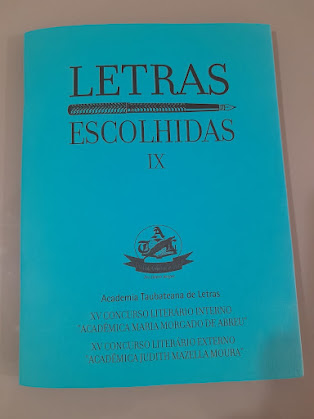 LETRAS
ESCOLHIDAS
IX
Academia Taubateana de Letras
XV CONCURSO LITERÁRIO INTERNO
"ACADÊMICA MARIA MORGADO DE ABREU"
XV CONCURSO LITERÁRIO EXTERNO
"ACADÊMICA JUDITH MAZELLA MOURA"